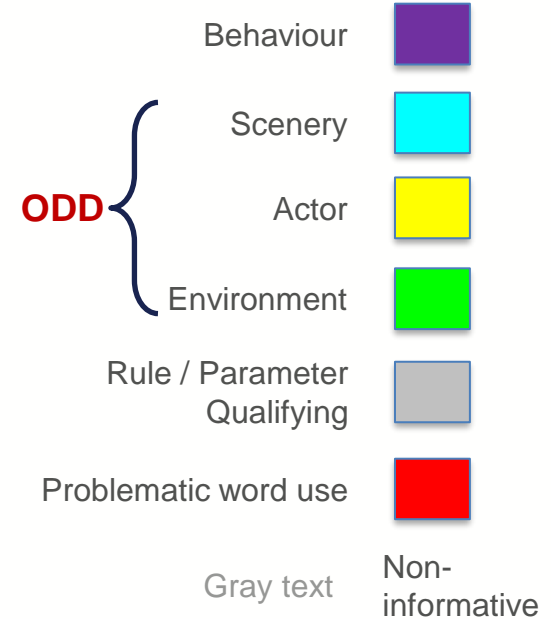 Behaviour
Scenery
ODD
Actor
Environment
Rule / Parameter
Qualifying
Problematic word use
Gray text
Non-
informative